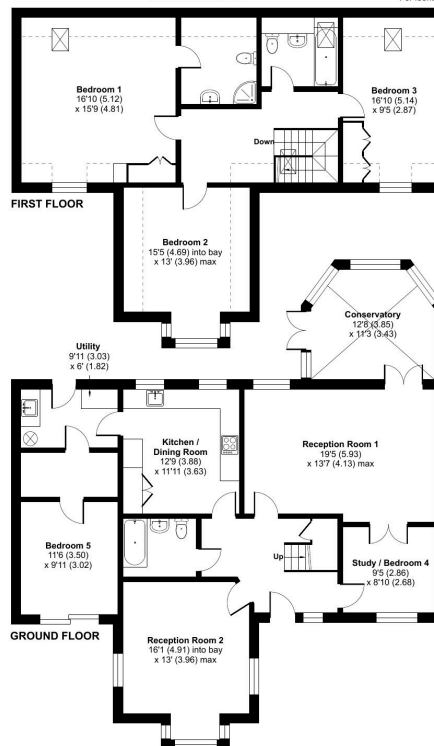 Bedroom 1
16'10 (5.12)
x 15'9 (4.81)
Bedroom 3
16'10 (5.14)
x 9'5 (2.87)
Down
FIRST FLOOR
Bedroom 2
15'5 (4.69) into bay
x 13' (3.96) max
Conservatory
12'8 (3.85)
x 11'3 (3.43)
Utility
9'11 (3.03)
x 6' (1.82)
Kitchen /
Dining Room
12'9 (3.88)
x 11'11 (3.63)
Reception Room 1
19'5 (5.93)
x 13'7 (4.13) max
Bedroom 5
11'6 (3.50)
x 9'11 (3.02)
Up
Study / Bedroom 4
9'5 (2.86)
x 8'10 (2.68)
GROUND FLOOR
Reception Room 2
16'1 (4.91) into bay
x 13' (3.96) max